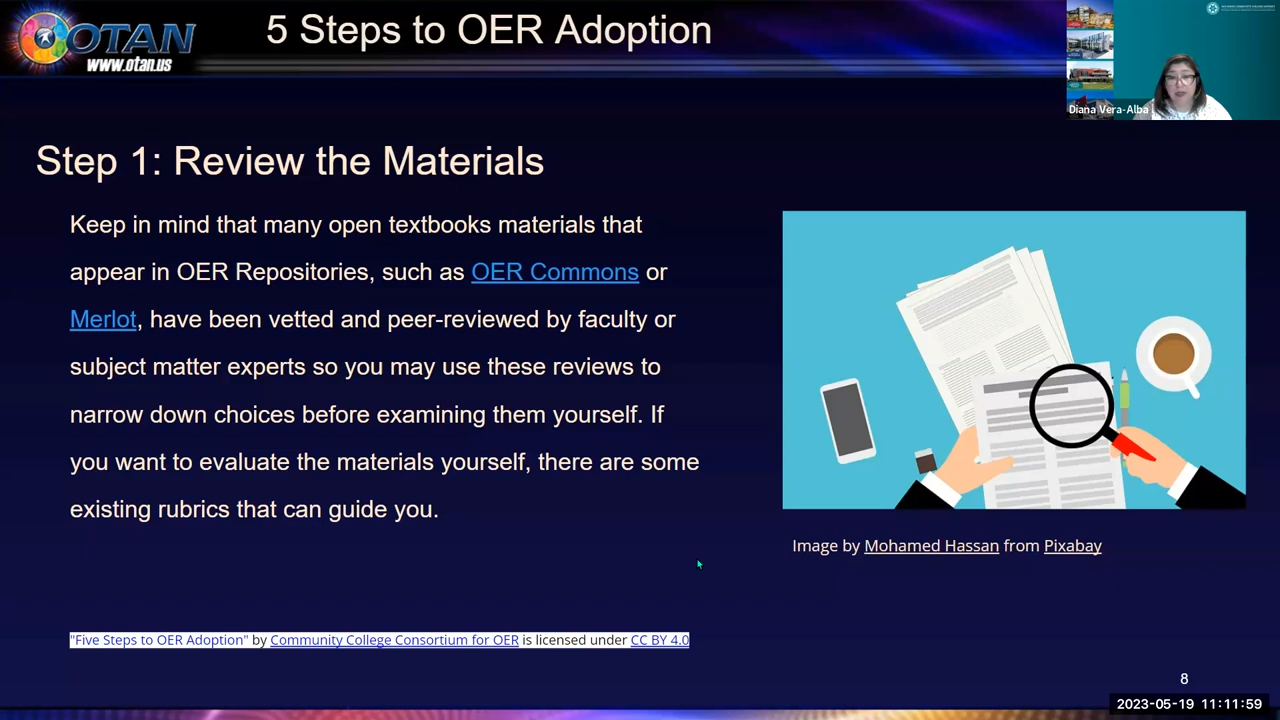 OTAN
www.otan.us
5 Steps to OER Adoption
Diana Vera-Alba
Step 1: Review the Materials
Keep in mind that many open textbooks materials that
appear in OER Repositories, such as OER Commons or
Merlot, have been vetted and peer-reviewed by faculty or
subject matter experts so you may use these reviews to
narrow down choices before examining them yourself. If
you want to evaluate the materials yourself, there are some
existing rubrics that can guide you.
Image by Mohamed Hassan from Pixabay
"Five Steps to OER Adoption" by Community College Consortium for OER is licensed under CC BY 4.0
8
2023-05-19 11:11:59